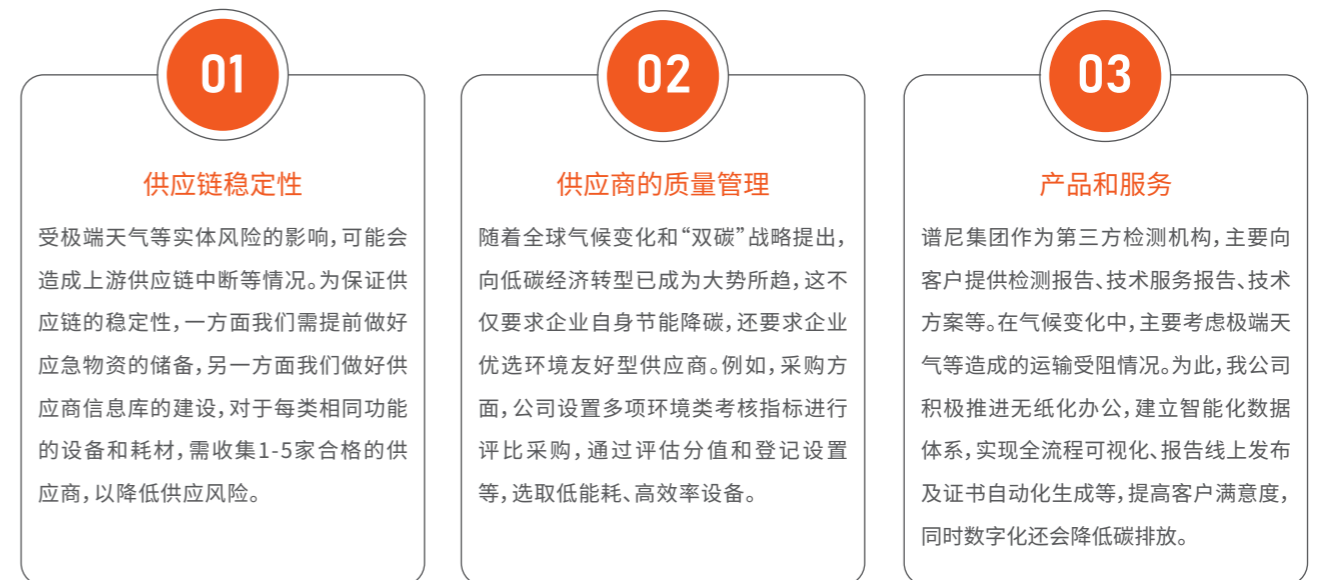 01
供应链稳定性
受极端天气等实体风险的影响,可能会
造成上游供应链中断等情况。为保证供
应链的稳定性,一方面我们需提前做好
应急物资的储备,另一方面我们做好供
应商信息库的建设,对于每类相同功能
的设备和耗材,需收集1-5家合格的供
应商,以降低供应风险。
02
供应商的质量管理
随着全球气候变化和“双碳”战略提出,
向低碳经济转型已成为大势所趋,这不
仅要求企业自身节能降碳,还要求企业
优选环境友好型供应商。例如,采购方
面,公司设置多项环境类考核指标进行
评比采购,通过评估分值和登记设置
等,选取低能耗、高效率设备。
03
产品和服务
谱尼集团作为第三方检测机构,主要向
客户提供检测报告、技术服务报告、技术
方案等。在气候变化中,主要考虑极端天
气等造成的运输受阻情况。为此,我公司
积极推进无纸化办公,建立智能化数据
体系,实现全流程可视化、报告线上发布
及证书自动化生成等,提高客户满意度,
同时数字化还会降低碳排放。